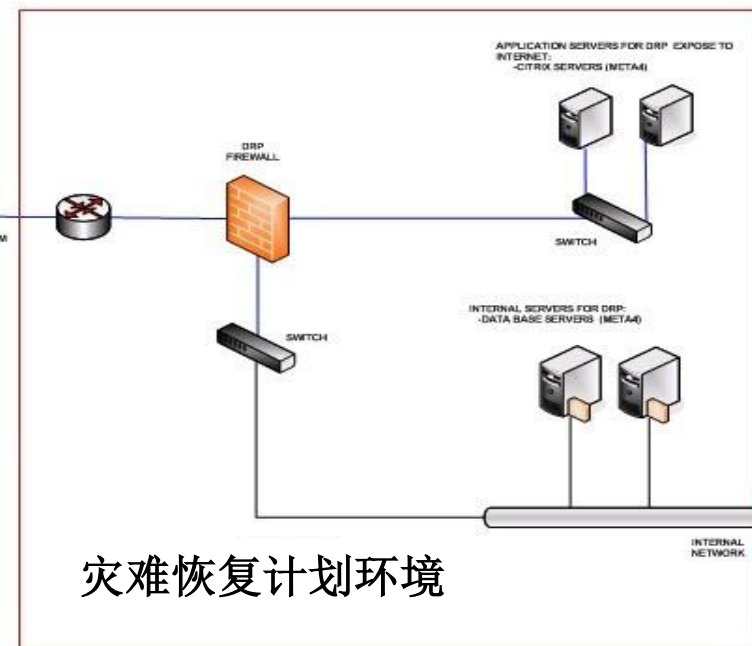 APPLICATION SERVERS FOR DRP EXPOSE TO
INTERNET:
-CITRIX SERVERS (META4)
DRP
FIREWALL
M
SWITCH
INTERNAL SERVERS FOR DRP:
-DATA BASE SERVERS (META4)
SWITCH
INTERNAL
NETWORK
灾难恢复计划环境